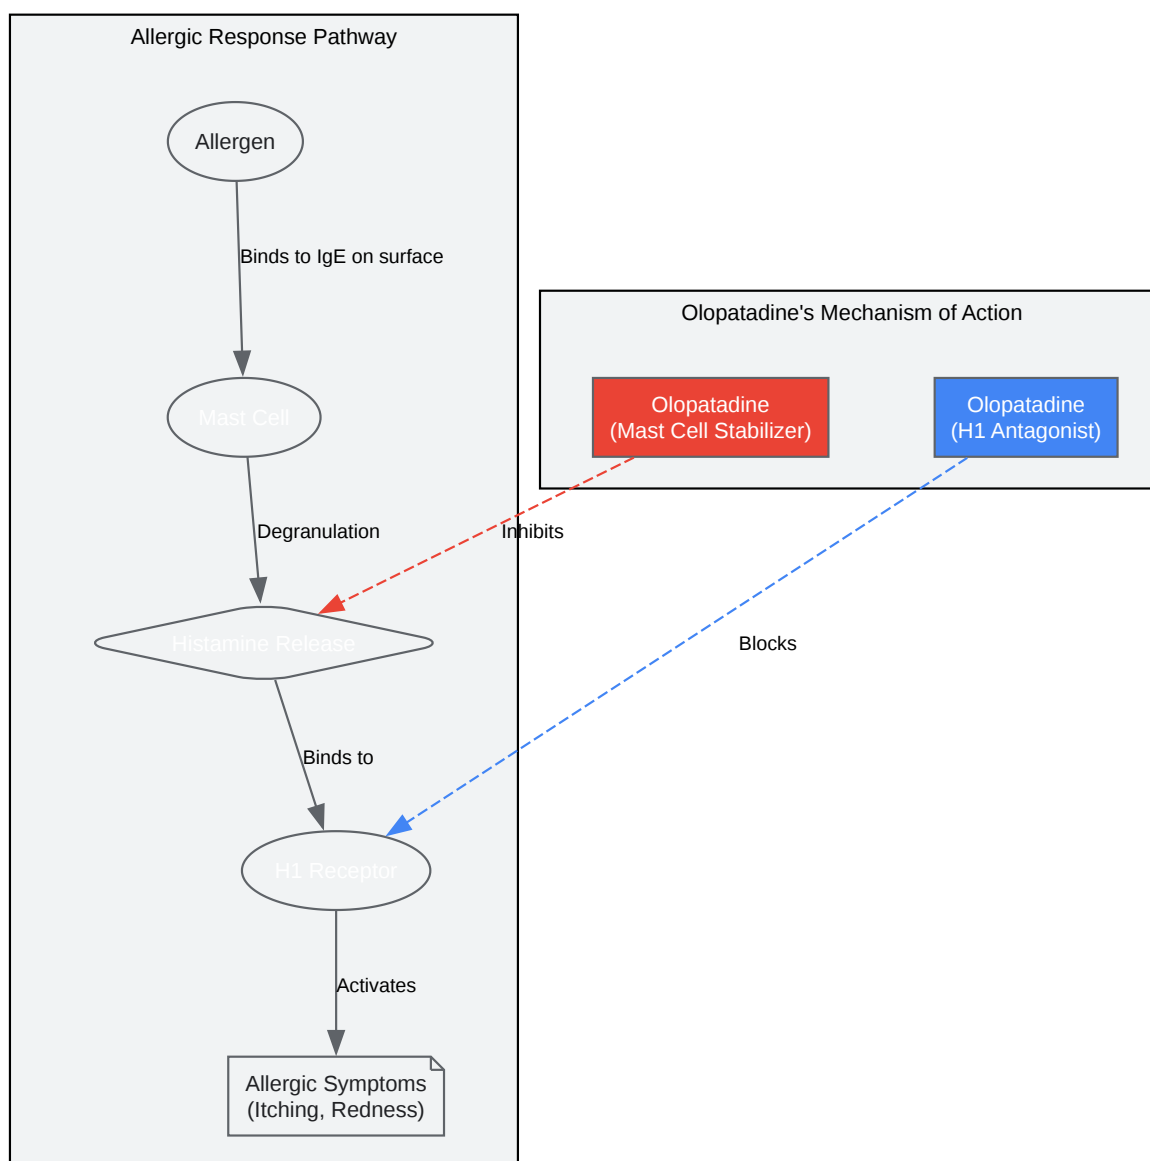 Allergic Response Pathway
Allergen
Binds to IgE on surface
Olopatadine's Mechanism of Action
Olopatadine
(Mast Cell Stabilizer)
Olopatadine
(H1 Antagonist)
Mast Cell
Degranulation
Inhibits
Histamine Release
Blocks
Binds to
H1 Receptor
Activates
Allergic Symptoms
(Itching, Redness)